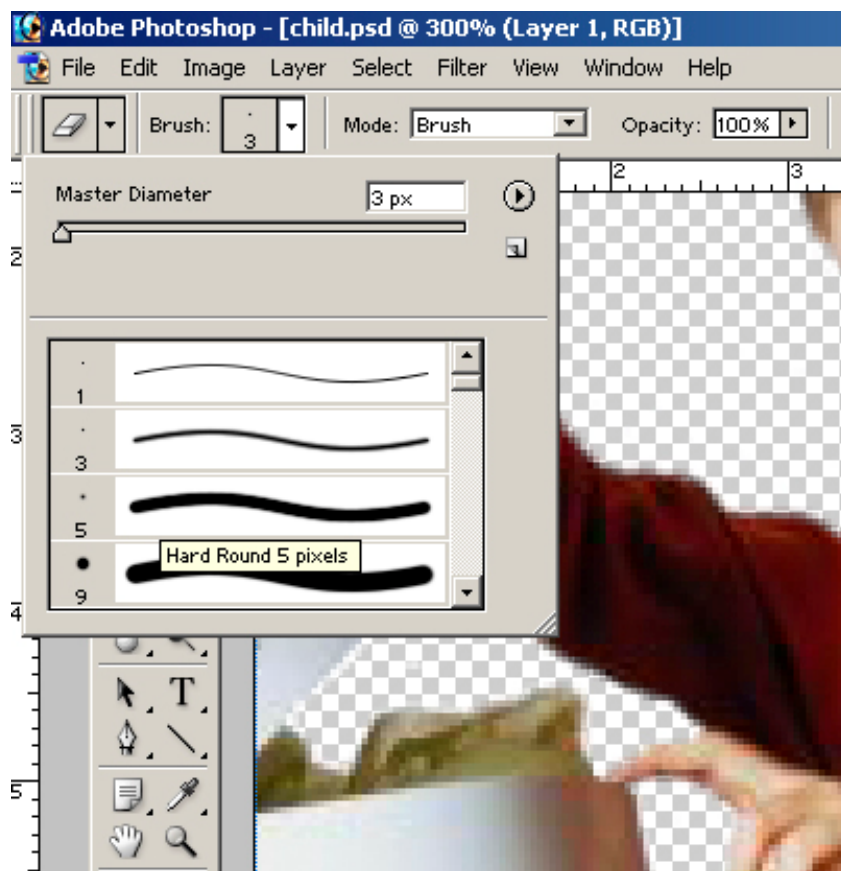 Adobe Photoshop - [child.psd @ 300% (Layer 1, RGB)]
File Edit Image Layer Select Filter View Window Help
Brush: 3 Mode: Brush Opacity: 100%
2 3
Master Diameter 3 px
2
1
3
3
5
Hard Round 5 pixels
9
4
T
5